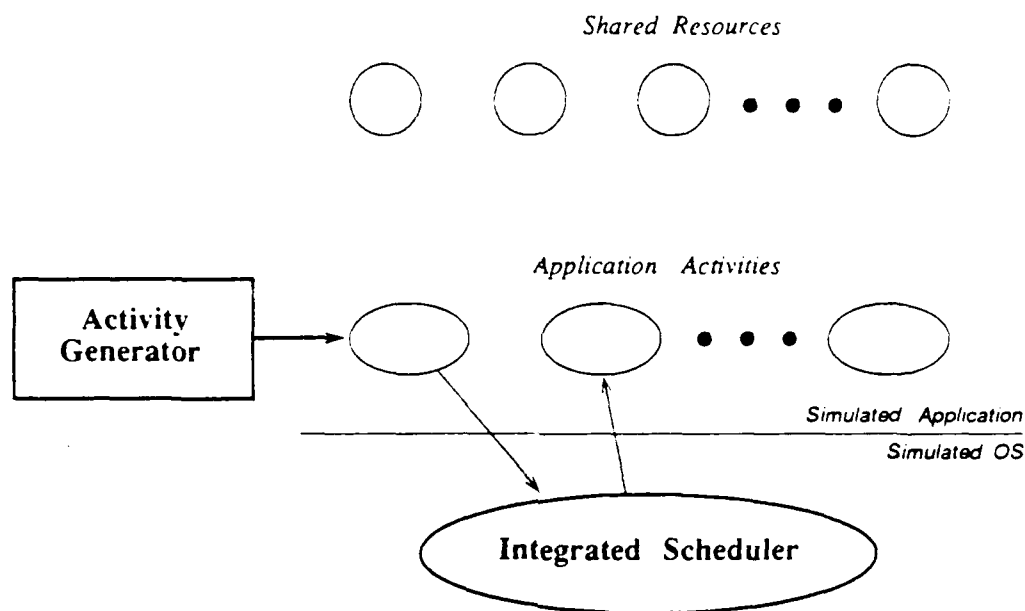 Shared Resources
Application Activities
Activity
Generator
Simulated Application
Simulated OS
Integrated Scheduler